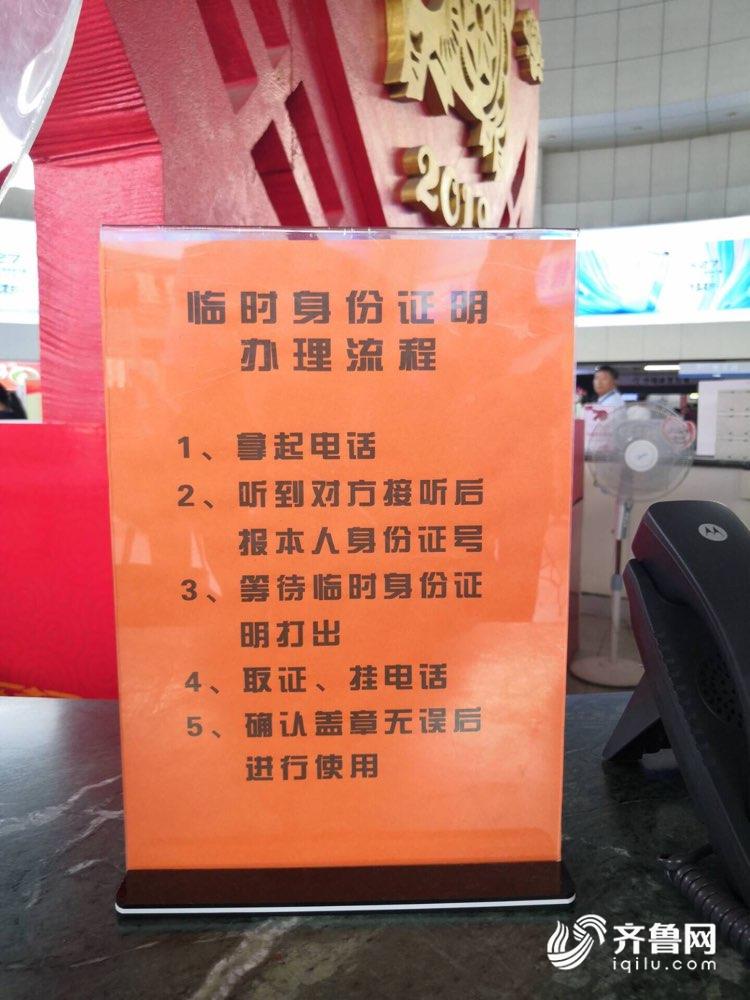 2019
临时身份证明
办理流程
1、拿起电话
2、听到对方接听后
报本人身份证号
3、等待临时身份证
明打出
4、取证、挂电话
5、确认盖章无误后
进行使用
齐鲁网
iqilu.com